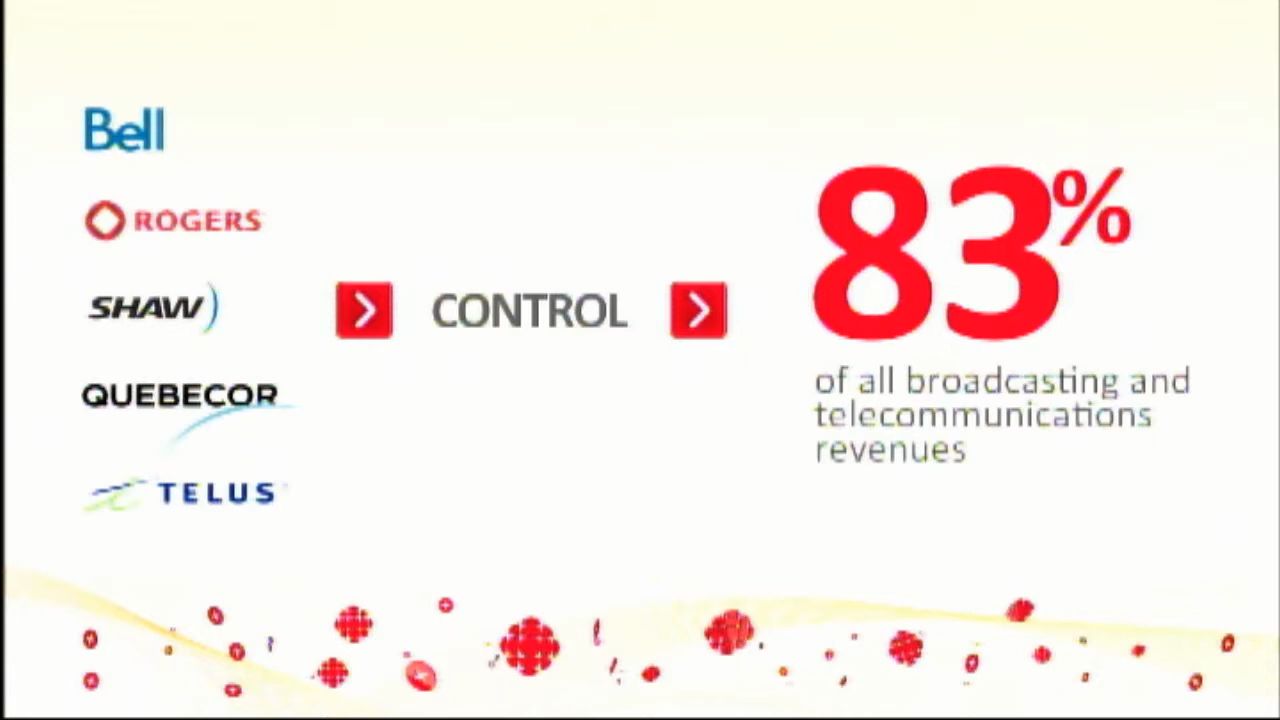 Bell
ROGERS
SHAW
QUEBECOR
TELUS
CONTROL
83%
of all broadcasting and
telecommunications
revenues